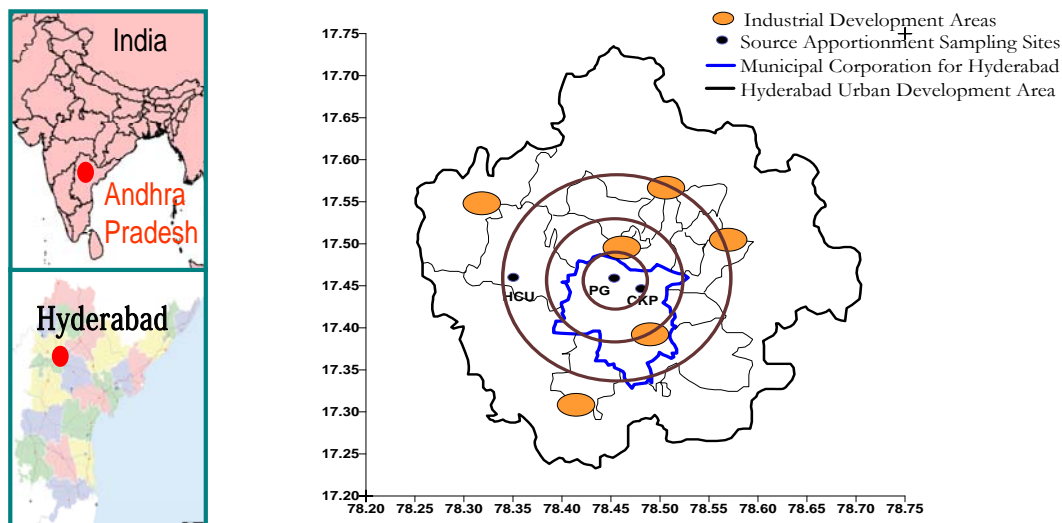 India
Andhra
Pradesh
Hyderabad
Industrial Development Areas
Source Apportionment Sampling Sites
Municipal Corporation for Hyderabad
Hyderabad Urban Development Area
17.75
17.70
17.65
17.60
17.55
17.50
17.45
17.40
17.35
17.30
17.25
17.20
HCU
PG
CKP
78.20 78.25 78.30 78.35 78.40 78.45 78.50 78.55 78.60 78.65 78.70 78.75